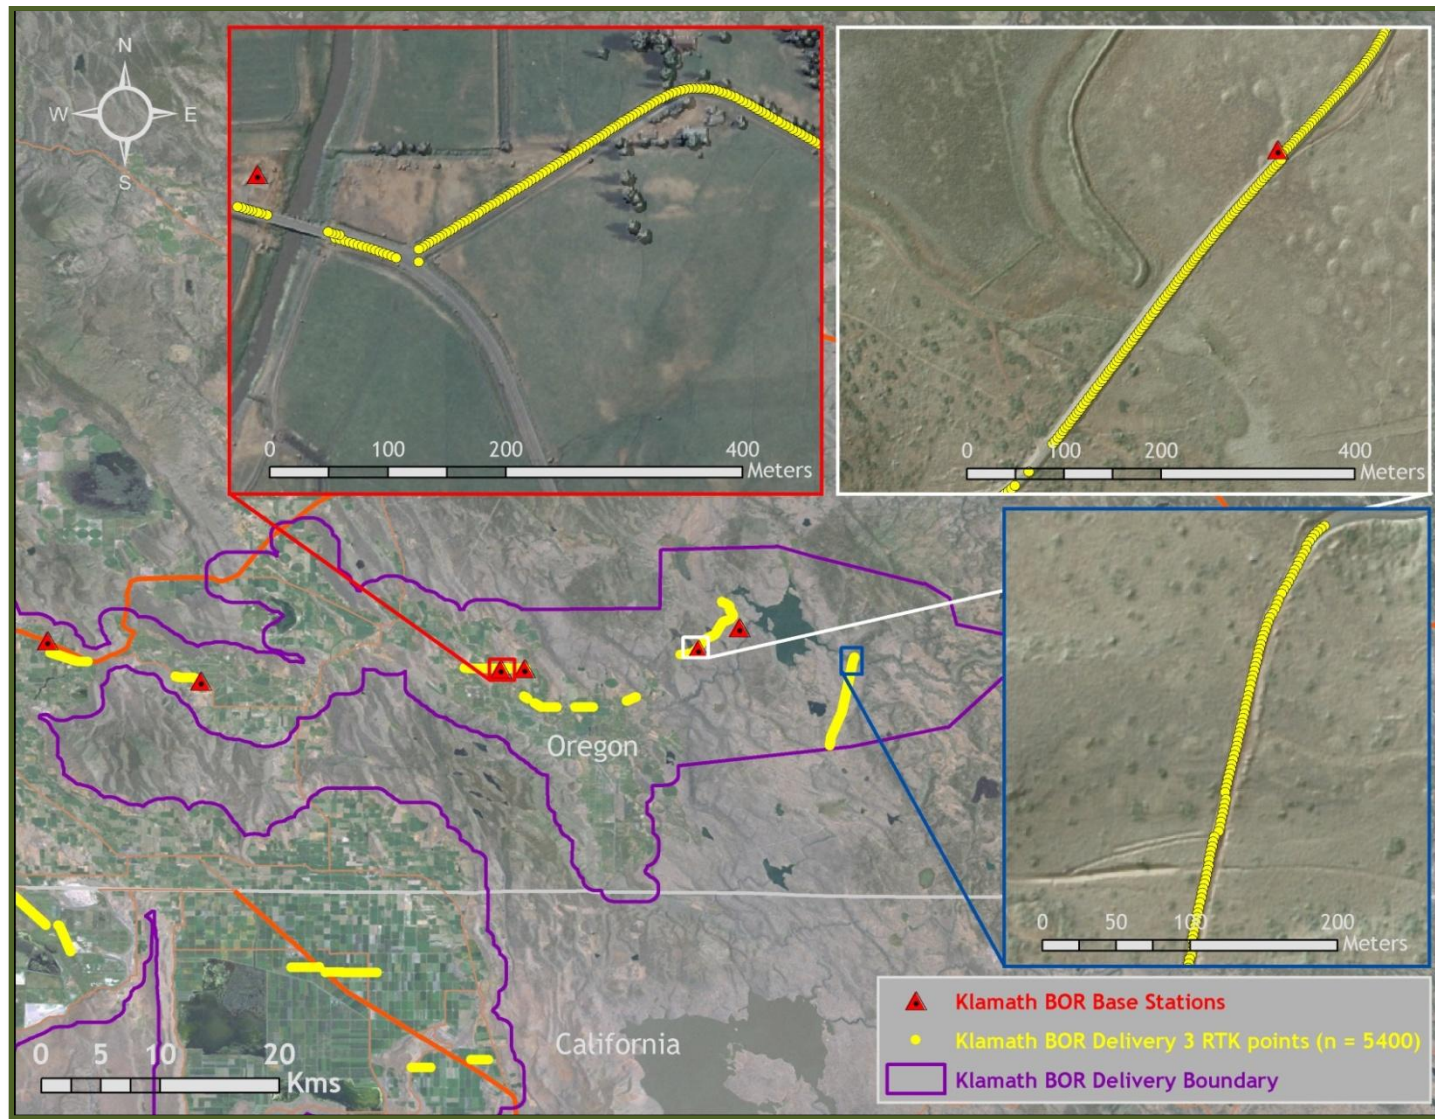 N
W E
S
0 100 200 400
Meters
0 100 200 400
Meters
0 50 100 200
Meters
Oregon
California
0 5 10 20
Kms
Klamath BOR Base Stations
Klamath BOR Delivery 3 RTK points (n = 5400)
Klamath BOR Delivery Boundary